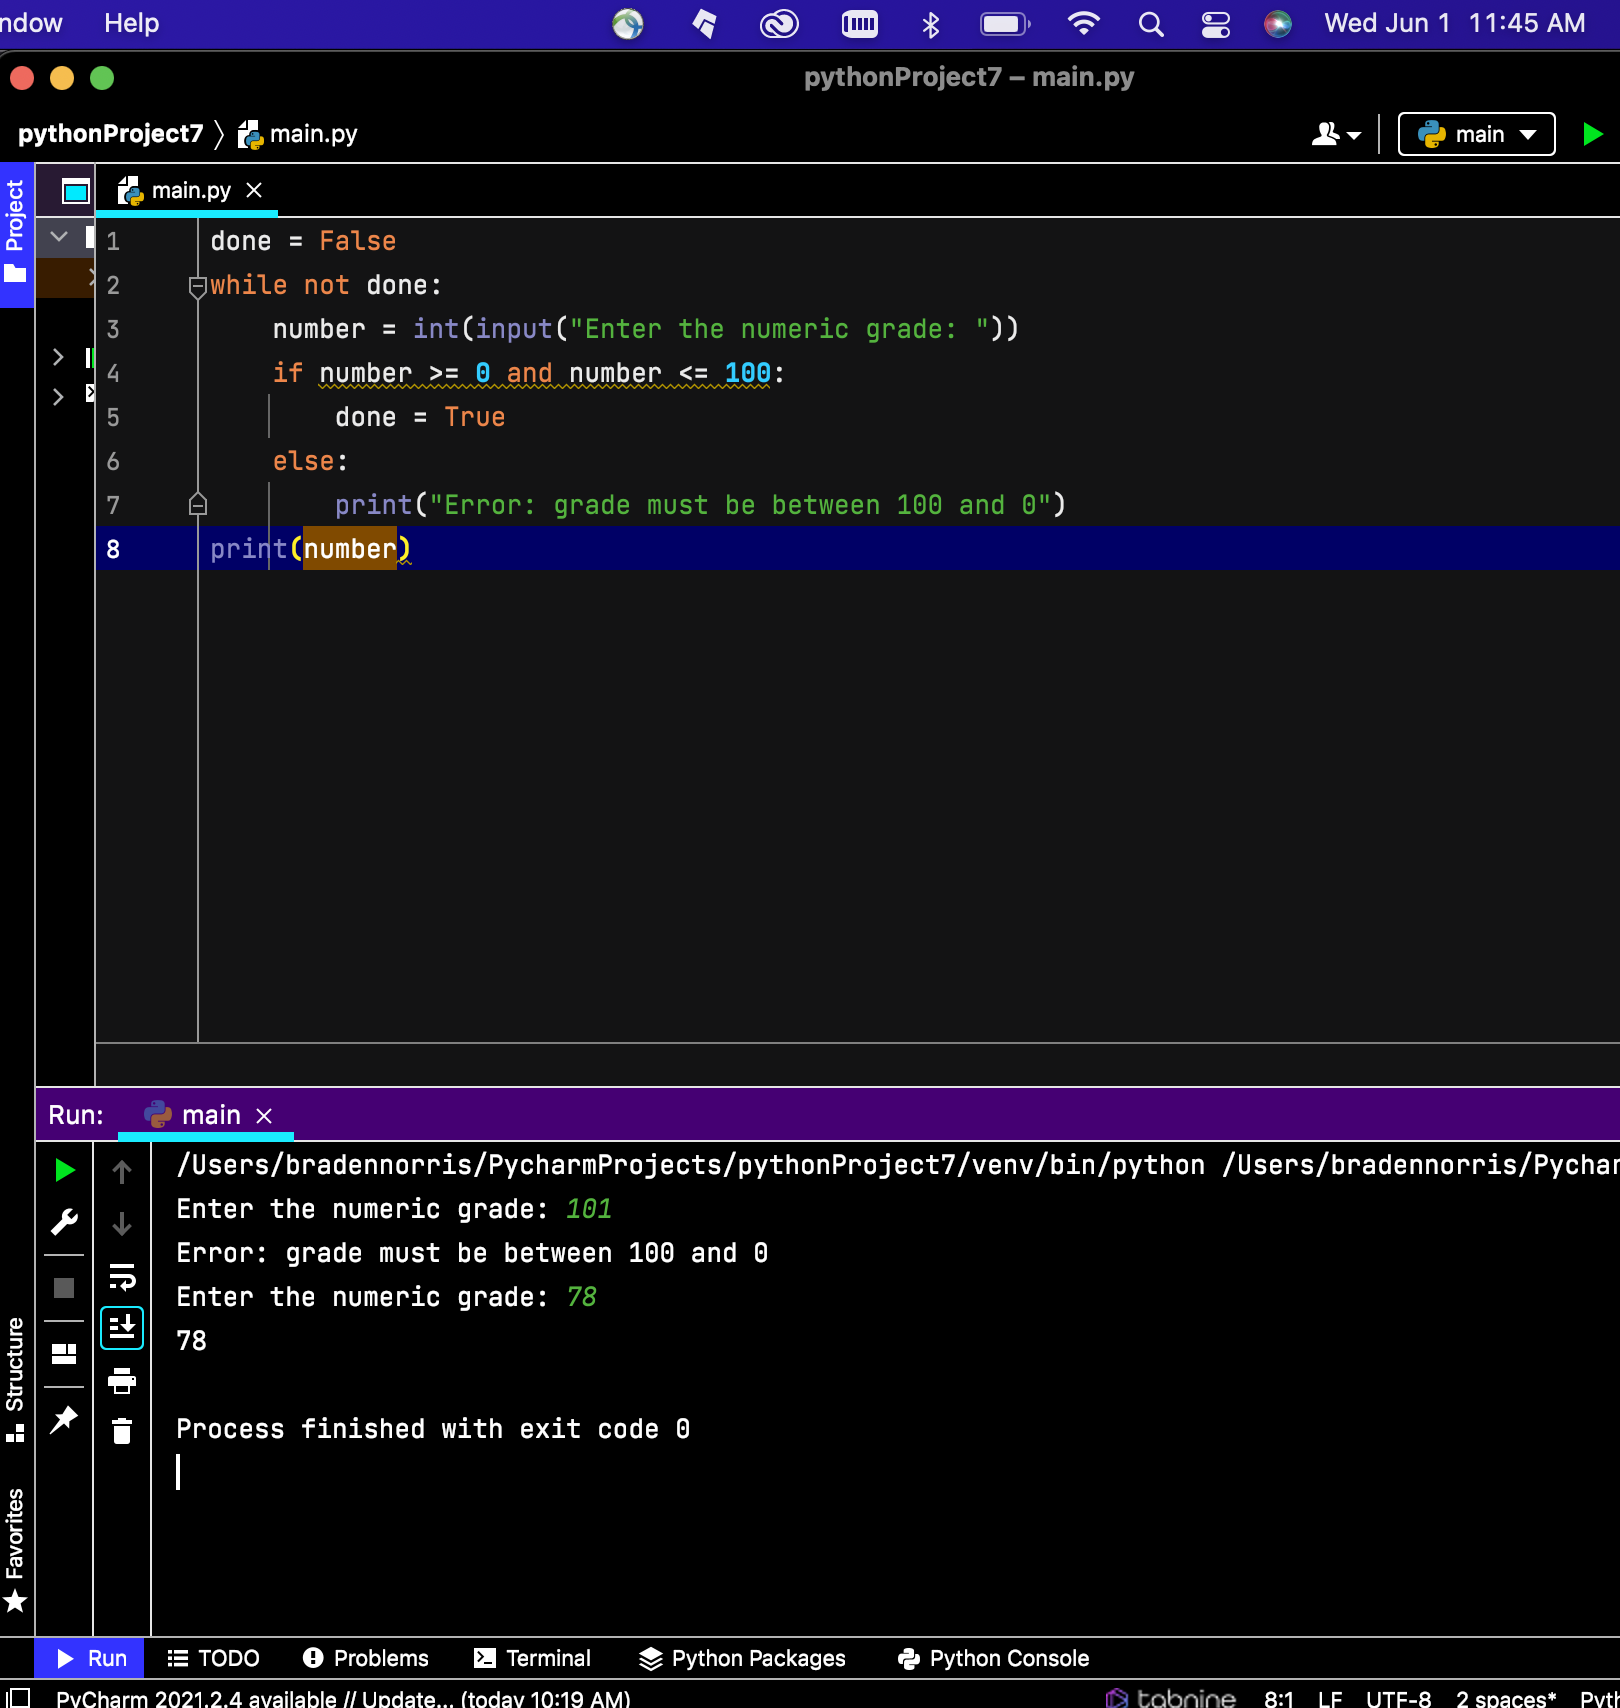 ndow Help Wed Jun 1 11:45 AM
pythonProject7 – main.py
pythonProject7 main.py main
Project
main.py
1 done = False
2 while not done:
3 number = int(input("Enter the numeric grade: "))
4 if number >= 0 and number <= 100:
5 done = True
6 else:
7 print("Error: grade must be between 100 and 0")
8 print(number)
Run: main
/Users/bradennorris/PycharmProjects/pythonProject7/venv/bin/python /Users/bradennorris/Pychar
Enter the numeric grade: 101
Error: grade must be between 100 and 0
Enter the numeric grade: 78
78
Process finished with exit code 0
Structure
Favorites
Run TODO Problems Terminal Python Packages Python Console
PyCharm 2021.2.4 available // Update... (today 10:19 AM) tabnine 8:1 LF UTF-8 2 spaces* Pyth